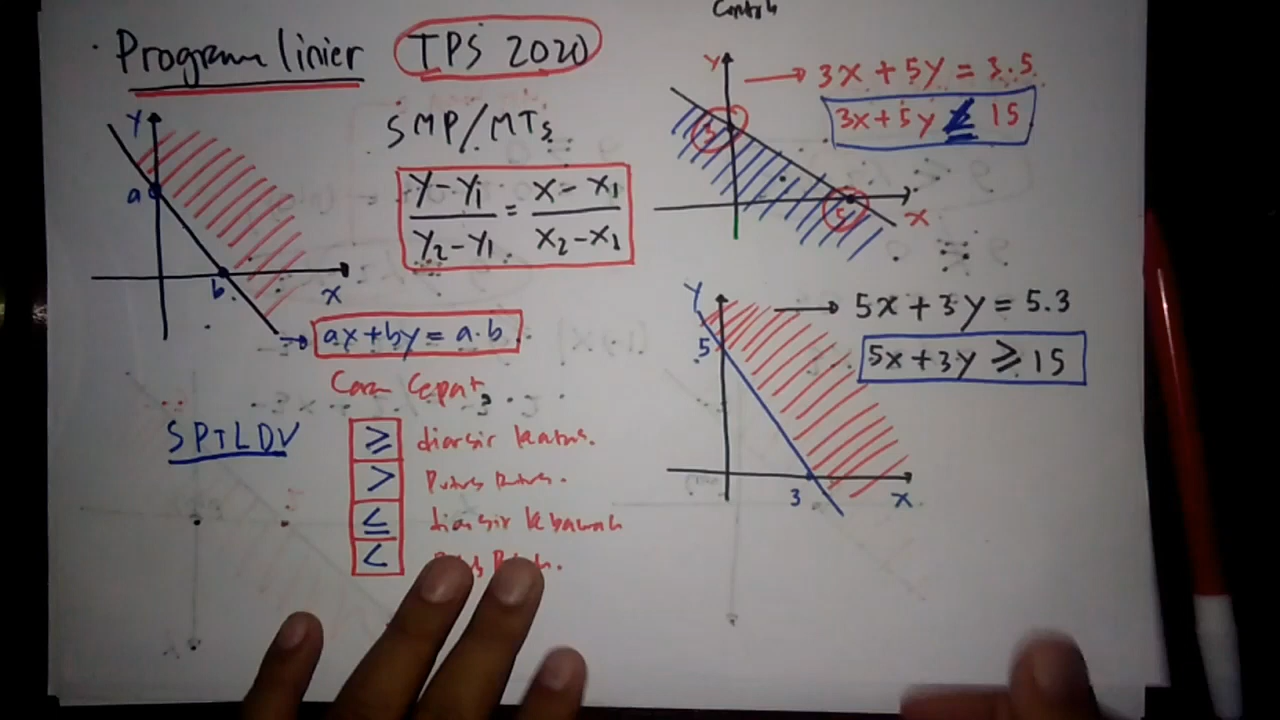 Program linier TPS 2020
SMP/MTs
Y
a
b
X
Y-Y1 / Y2-Y1 = X-X1 / X2-X1
ax+by = a.b
Cara Cepat
SPTLDV
≥ diarsir keatas.
> Putus Putus.
≤ diarsir kebawah
<
Contoh
Y
3
5
X
3x + 5y = 3.5
3x + 5y ≤ 15
Y
5
3
X
5x + 3y = 5.3
5x + 3y ≥ 15